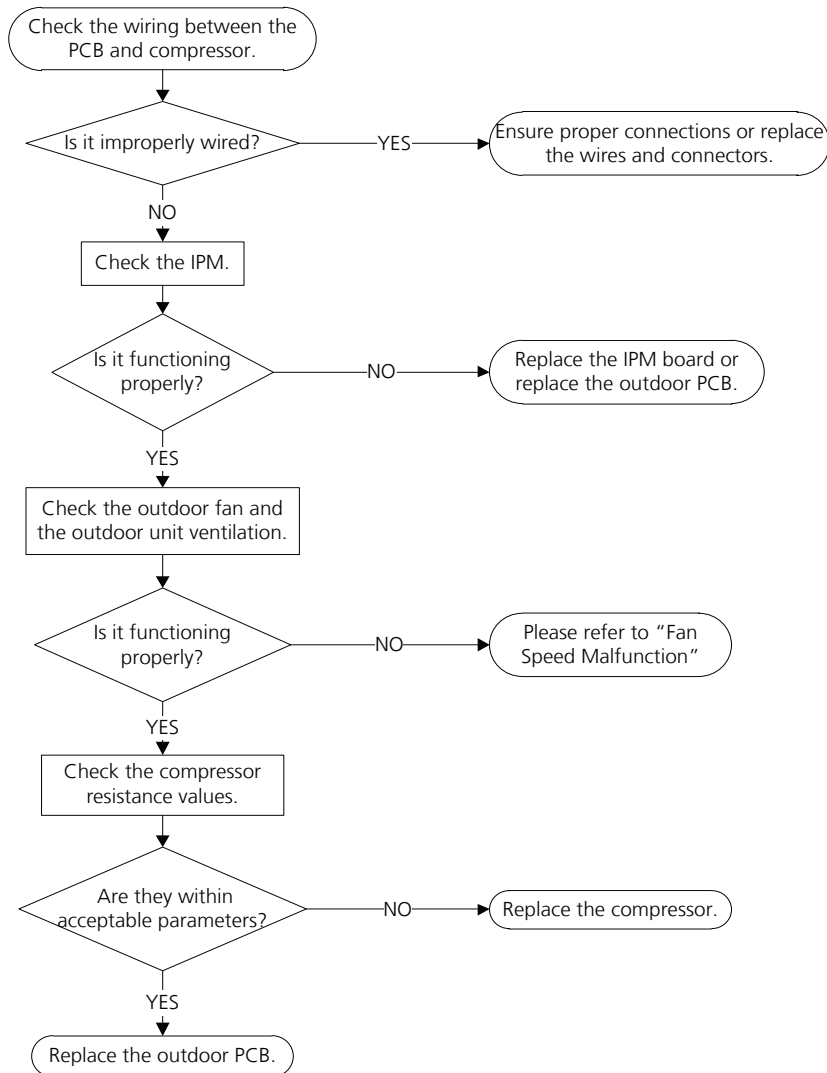 Check the wiring between the
PCB and compressor.
Is it improperly wired?
YES
Ensure proper connections or replace
the wires and connectors.
NO
Check the IPM.
Is it functioning
properly?
NO
Replace the IPM board or
replace the outdoor PCB.
YES
Check the outdoor fan and
the outdoor unit ventilation.
Is it functioning
properly?
NO
Please refer to “Fan
Speed Malfunction”
YES
Check the compressor
resistance values.
Are they within
acceptable parameters?
NO
Replace the compressor.
YES
Replace the outdoor PCB.